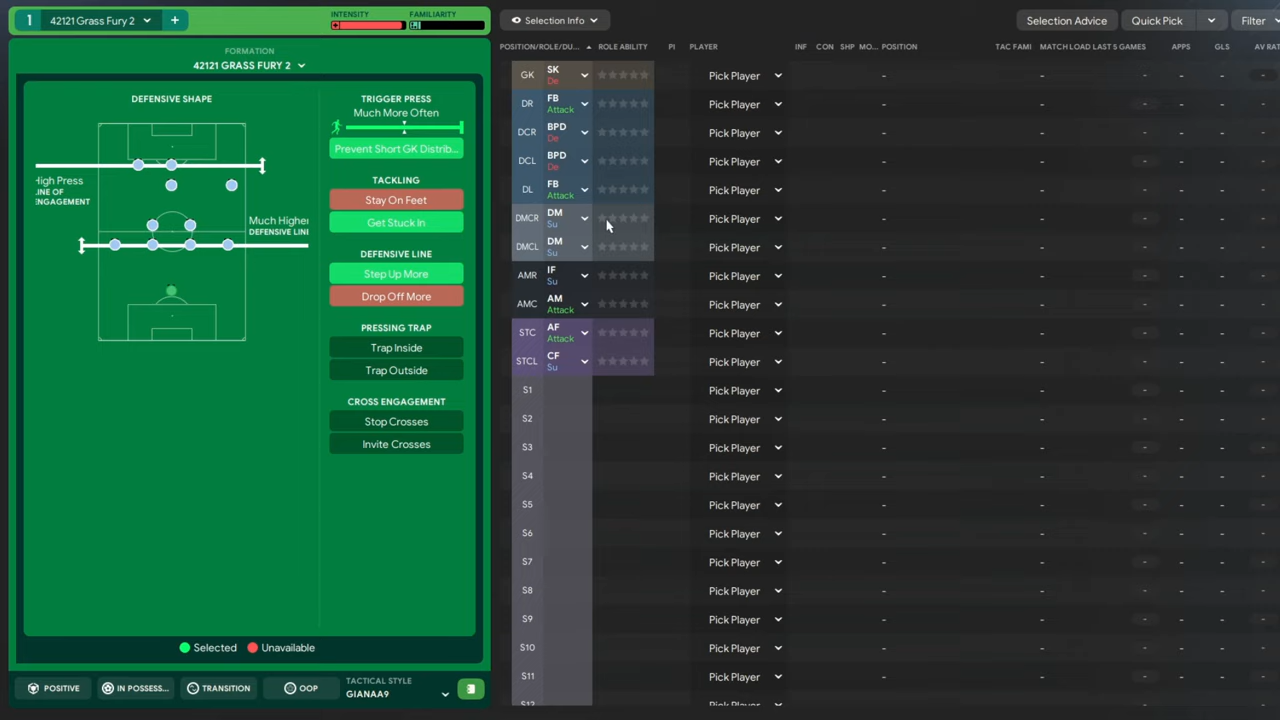 1 42121 Grass Fury 2 +
INTENSITY
FAMILIARITY
Selection Info
Selection Advice
Quick Pick
Filter
FORMATION
42121 GRASS FURY 2
DEFENSIVE SHAPE
High Press
LINE OF
ENGAGEMENT
Much Higher
DEFENSIVE LINE
TRIGGER PRESS
Much More Often
Prevent Short GK Distrib...
TACKLING
Stay On Feet
Get Stuck In
DEFENSIVE LINE
Step Up More
Drop Off More
PRESSING TRAP
Trap Inside
Trap Outside
CROSS ENGAGEMENT
Stop Crosses
Invite Crosses
Selected
Unavailable
POSITIVE
IN POSSESS...
TRANSITION
OOP
TACTICAL STYLE
GIANAA9
POSITION/ROLE/DU... ROLE ABILITY PI PLAYER INF CON SHP MO... POSITION TAC FAMI MATCH LOAD LAST 5 GAMES APPS GLS AV RAT
GK SK De Pick Player - - - - -
DR FB Attack Pick Player - - - - -
DCR BPD De Pick Player - - - - -
DCL BPD De Pick Player - - - - -
DL FB Attack Pick Player - - - - -
DMCR DM Su Pick Player - - - - -
DMCL DM Su Pick Player - - - - -
AMR IF Su Pick Player - - - - -
AMC AM Attack Pick Player - - - - -
STC AF Attack Pick Player - - - - -
STCL CF Su Pick Player - - - - -
S1 Pick Player - - - - -
S2 Pick Player - - - - -
S3 Pick Player - - - - -
S4 Pick Player - - - - -
S5 Pick Player - - - - -
S6 Pick Player - - - - -
S7 Pick Player - - - - -
S8 Pick Player - - - - -
S9 Pick Player - - - - -
S10 Pick Player - - - - -
S11 Pick Player - - - - -
S12 Pick Player - - - - -